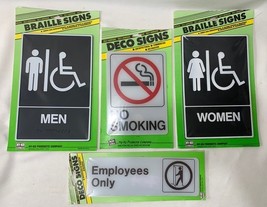 BRAILLE SIGNS
MEN
DECO SIGNS
NO
SMOKING
BRAILLE SIGNS
WOMEN
DECO SIGNS
Employees
Only